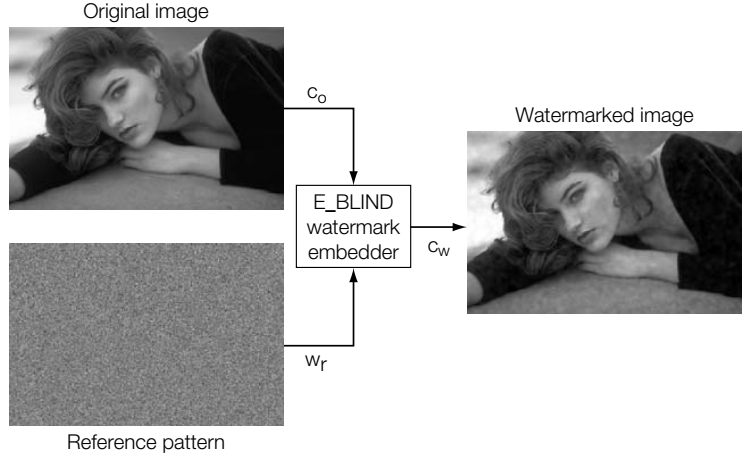 Original image
c_o
Watermarked image
E_BLIND
watermark
embedder
c_w
w_r
Reference pattern